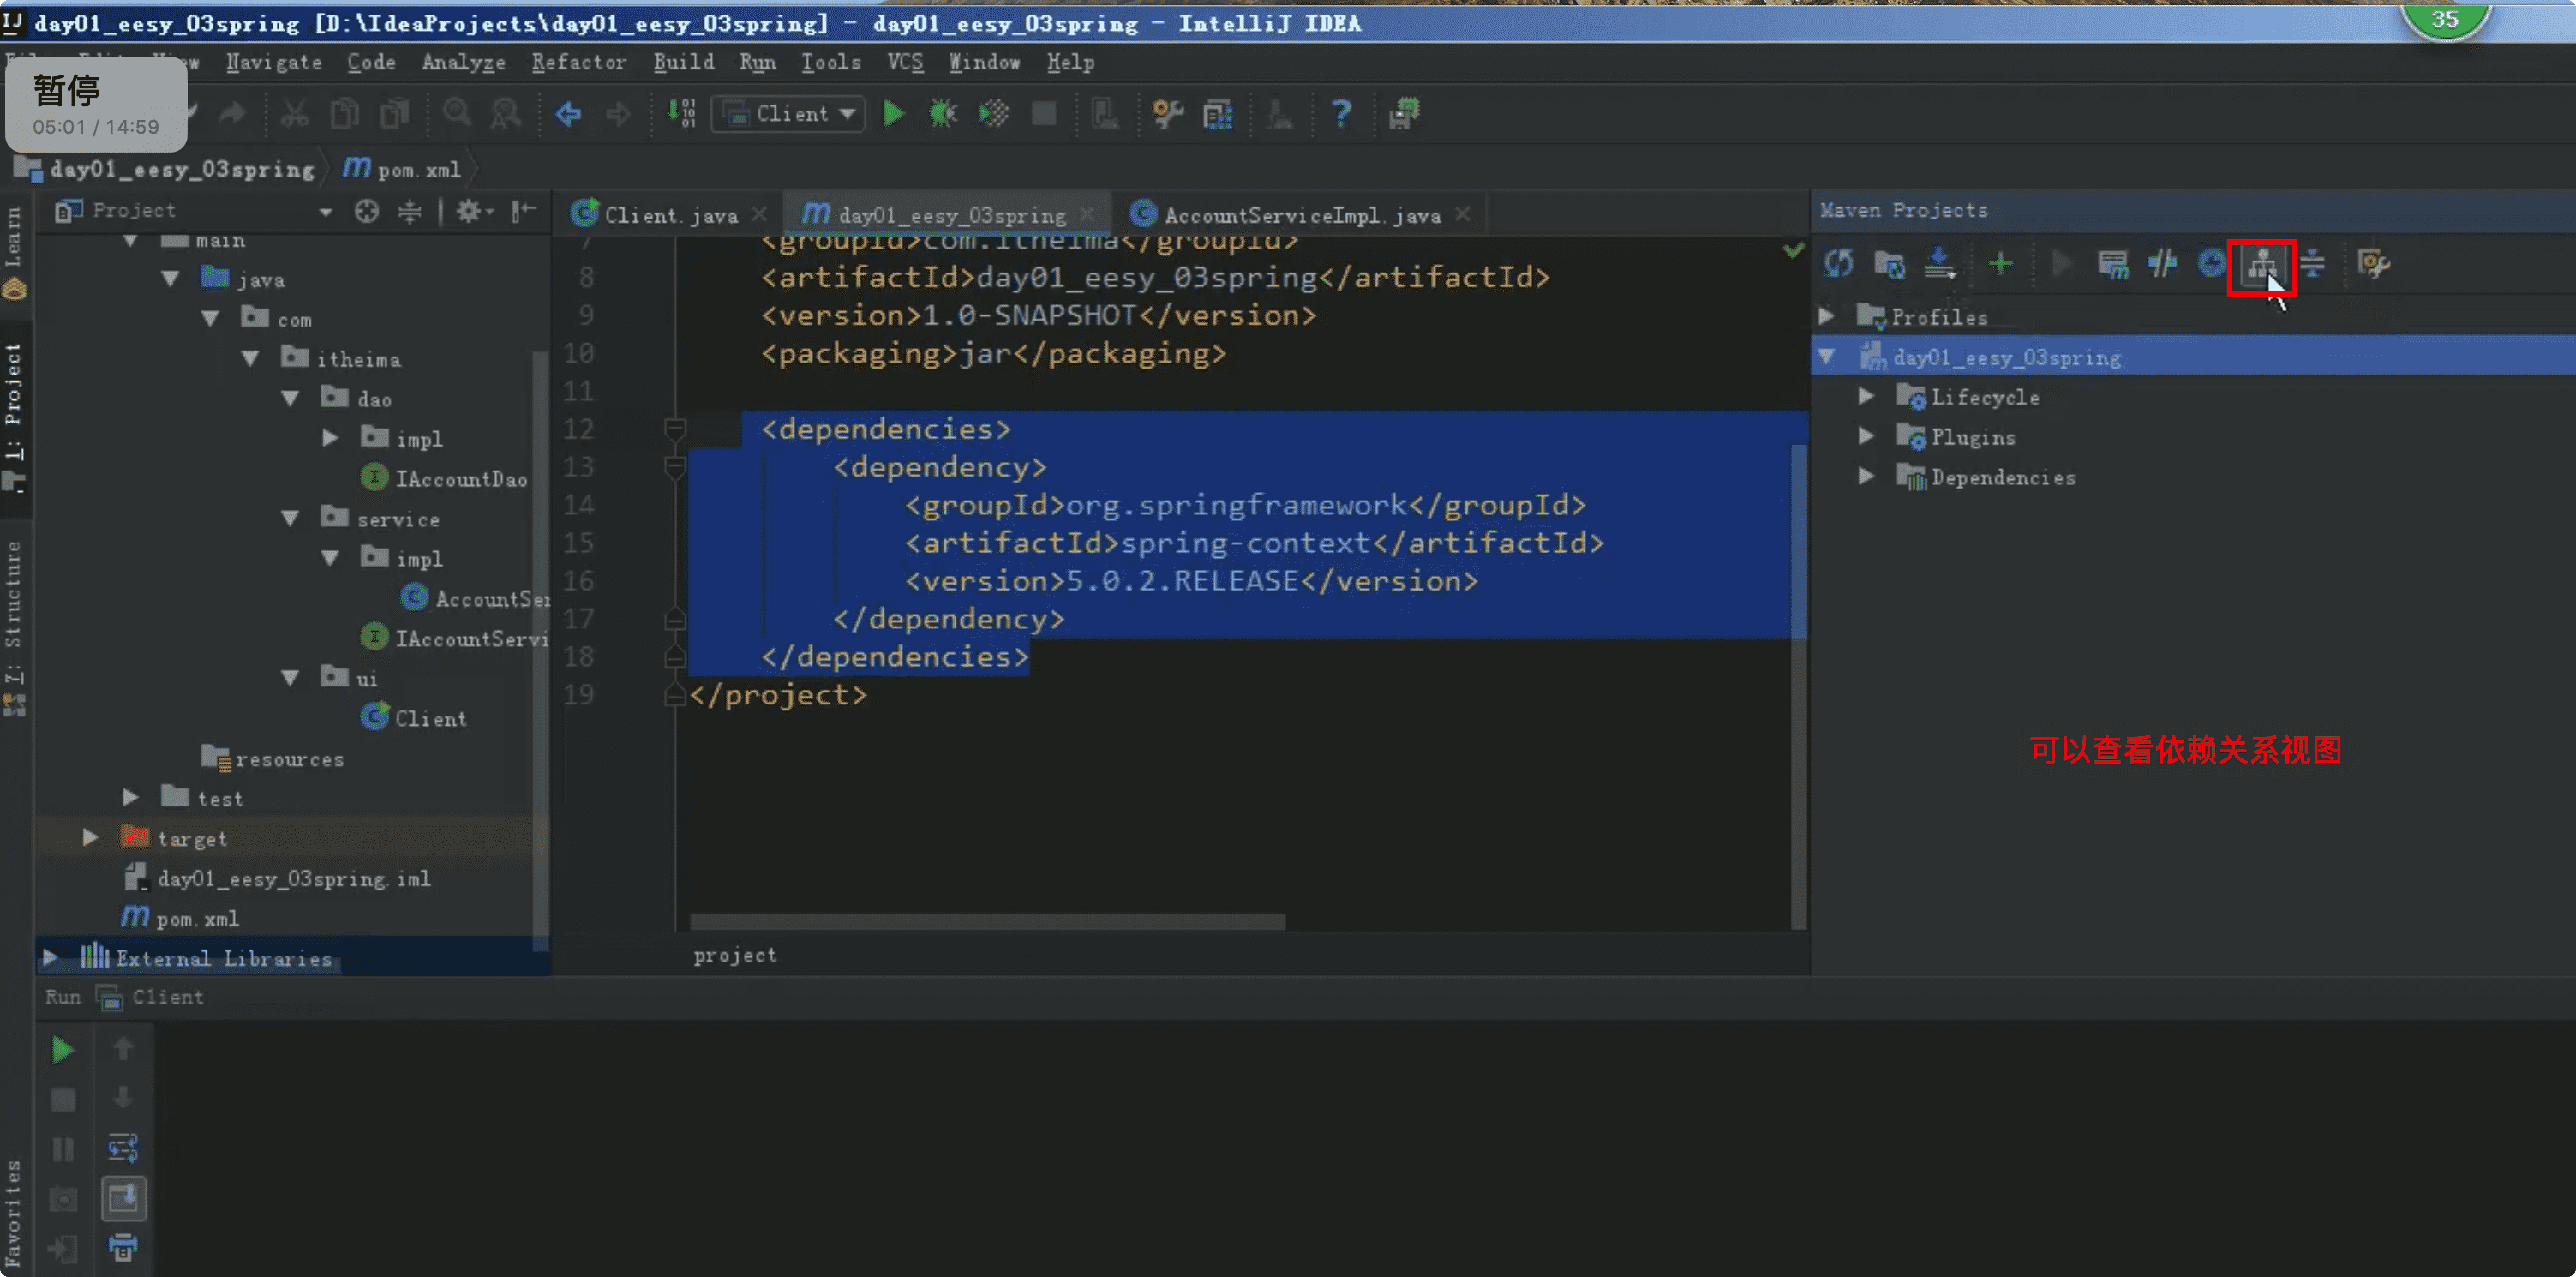 day01_eesy_03spring [D:\IdeaProjects\day01_eesy_03spring] - day01_eesy_03spring - IntelliJ IDEA
35
Navigate Code Analyze Refactor Build Run Tools VCS Window Help
暂停
05:01 / 14:59
Client
day01_eesy_03spring pom.xml
Learn
1: Project
7: Structure
Favorites
Project
main
java
com
itheima
dao
impl
IAccountDao
service
impl
AccountSer
IAccountServi
ui
Client
resources
test
target
day01_eesy_03spring.iml
pom.xml
External Libraries
Client.java day01_eesy_03spring AccountServiceImpl.java
7 <groupId>com.itheima</groupId>
8 <artifactId>day01_eesy_03spring</artifactId>
9 <version>1.0-SNAPSHOT</version>
10 <packaging>jar</packaging>
11
12 <dependencies>
13 <dependency>
14 <groupId>org.springframework</groupId>
15 <artifactId>spring-context</artifactId>
16 <version>5.0.2.RELEASE</version>
17 </dependency>
18 </dependencies>
19 </project>
project
Maven Projects
Profiles
day01_eesy_03spring
Lifecycle
Plugins
Dependencies
可以查看依赖关系视图
Run Client